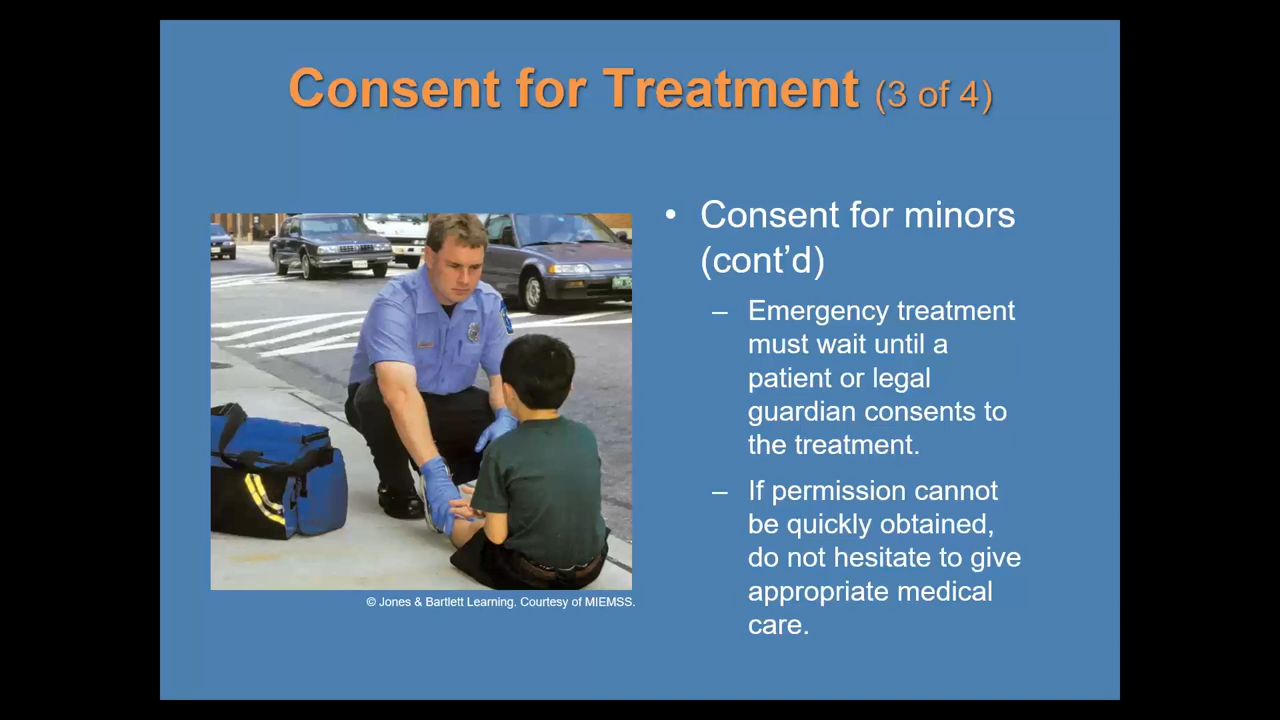 Consent for Treatment (3 of 4)
• Consent for minors
(cont’d)
– Emergency treatment
must wait until a
patient or legal
guardian consents to
the treatment.
– If permission cannot
be quickly obtained,
do not hesitate to give
appropriate medical
care.
© Jones & Bartlett Learning. Courtesy of MIEMSS.